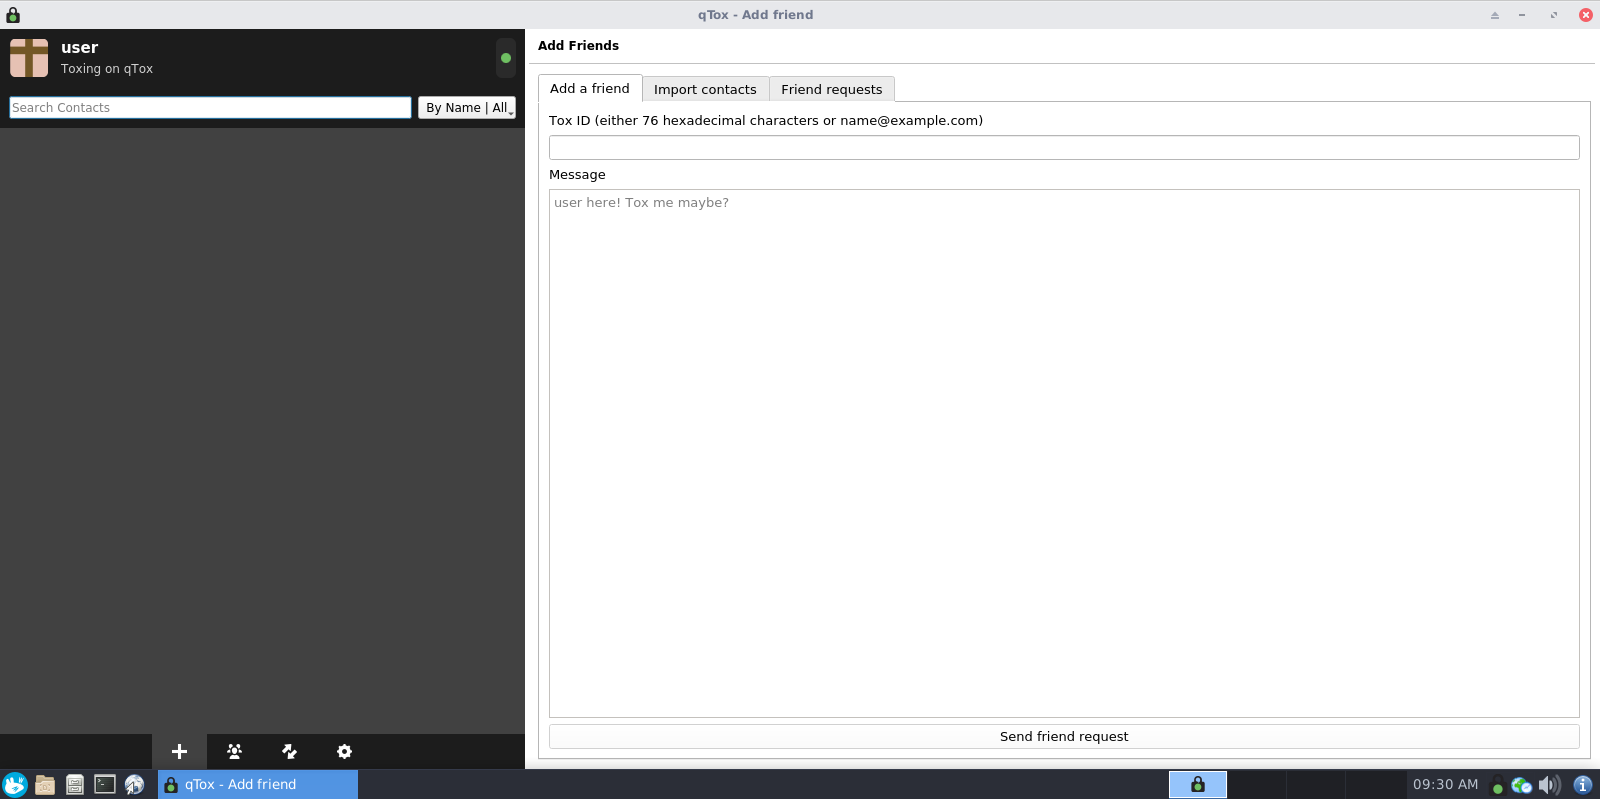 qTox - Add friend
user
Toxing on qTox
Search Contacts
By Name | All
Add Friends
Add a friend
Import contacts
Friend requests
Tox ID (either 76 hexadecimal characters or name@example.com)
Message
user here! Tox me maybe?
Send friend request
qTox - Add friend
09:30 AM